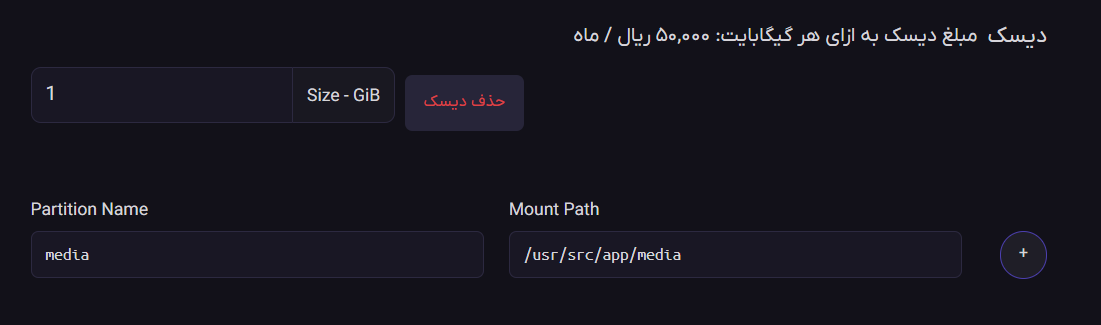 دیسک مبلغ دیسک به ازای هر گیگابایت: ۵۰,۰۰۰ ریال / ماه
1 Size - GiB حذف دیسک
Partition Name Mount Path
media /usr/src/app/media +